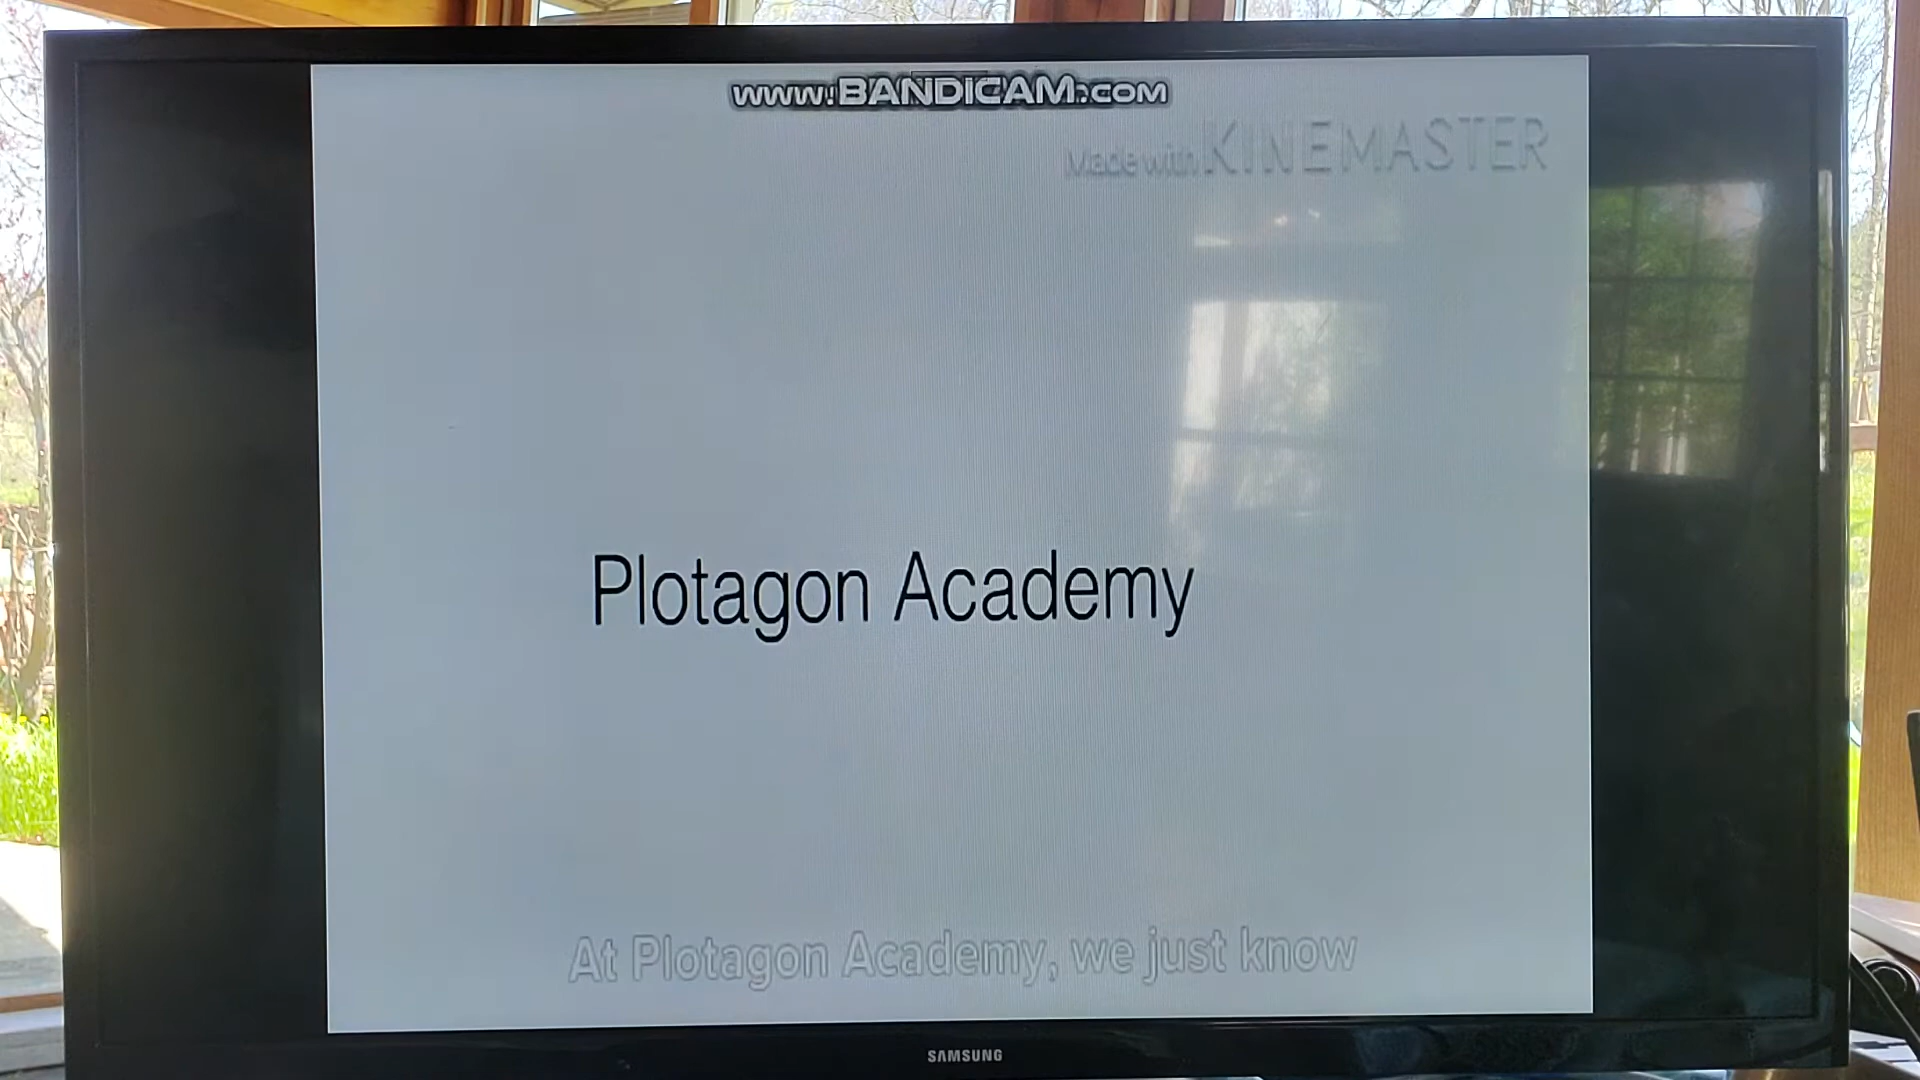 www.BANDICAM.COM
Made with KINEMASTER
Plotagon Academy
At Plotagon Academy, we just know
SAMSUNG